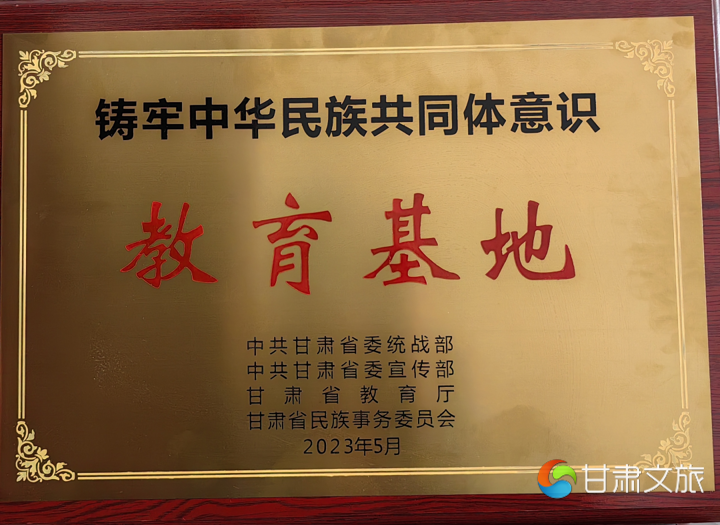 铸牢中华民族共同体意识
教育基地
中共甘肃省委统战部
中共甘肃省委宣传部
甘肃省教育厅
甘肃省民族事务委员会
2023年5月
甘肃文旅